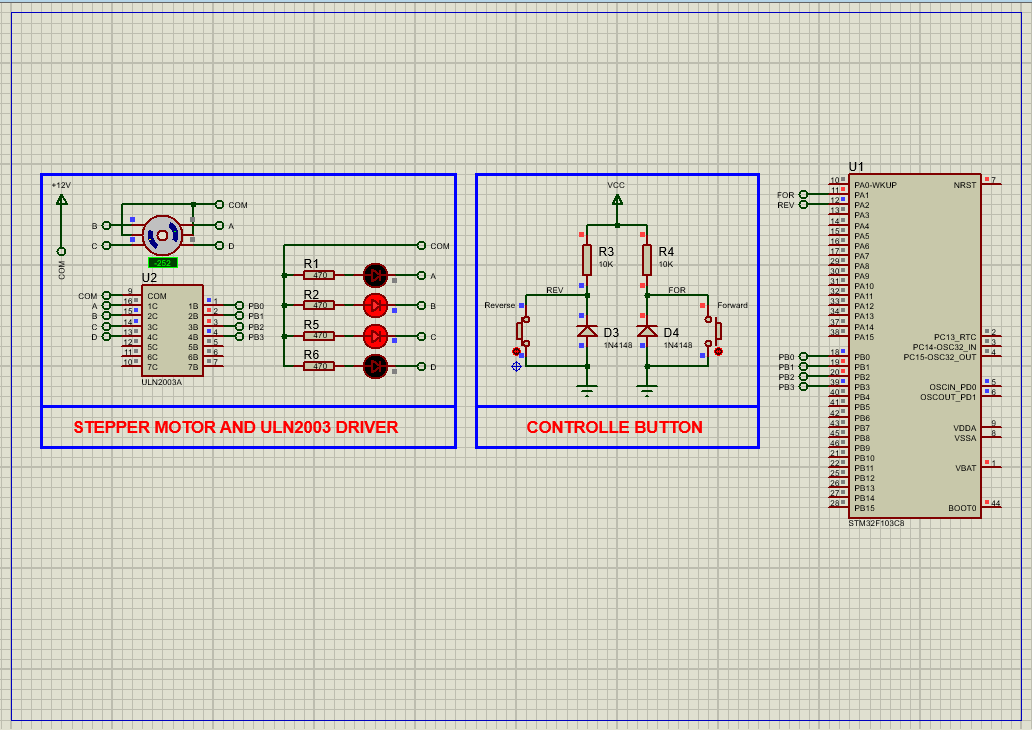 +12V
COM
COM
B
A
C
D
-252
U2
COM
A
B
C
D
9
16
15
14
13
12
11
10
COM
1C
2C
3C
4C
5C
6C
7C
1B
2B
3B
4B
5B
6B
7B
1
2
3
4
5
6
7
PB0
PB1
PB2
PB3
ULN2003A
COM
R1
470
A
R2
470
B
R5
470
C
R6
470
D
STEPPER MOTOR AND ULN2003 DRIVER
VCC
R3
10K
R4
10K
REV
FOR
Reverse
Forward
D3
1N4148
D4
1N4148
CONTROLLE BUTTON
U1
FOR
REV
10 PA0-WKUP
11 PA1
12 PA2
13 PA3
14 PA4
15 PA5
16 PA6
17 PA7
29 PA8
30 PA9
31 PA10
32 PA11
33 PA12
34 PA13
37 PA14
38 PA15
PB0 18 PB0
PB1 19 PB1
PB2 20 PB2
PB3 39 PB3
40 PB4
41 PB5
42 PB6
43 PB7
45 PB8
46 PB9
21 PB10
22 PB11
25 PB12
26 PB13
27 PB14
28 PB15
NRST 7
PC13_RTC 2
PC14-OSC32_IN 3
PC15-OSC32_OUT 4
OSCIN_PD0 5
OSCOUT_PD1 6
VDDA 9
VSSA 8
VBAT 1
BOOT0 44
STM32F103C8